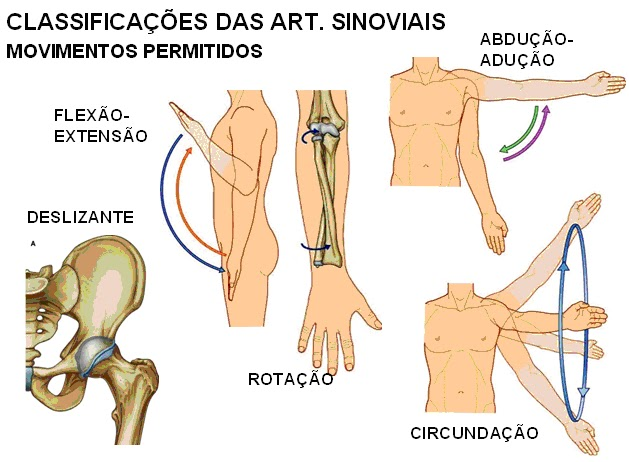 CLASSIFICAÇÕES DAS ART. SINOVIAIS
MOVIMENTOS PERMITIDOS
ABDUÇÃO-
ADUÇÃO
FLEXÃO-
EXTENSÃO
DESLIZANTE
A
ROTAÇÃO
CIRCUNDAÇÃO